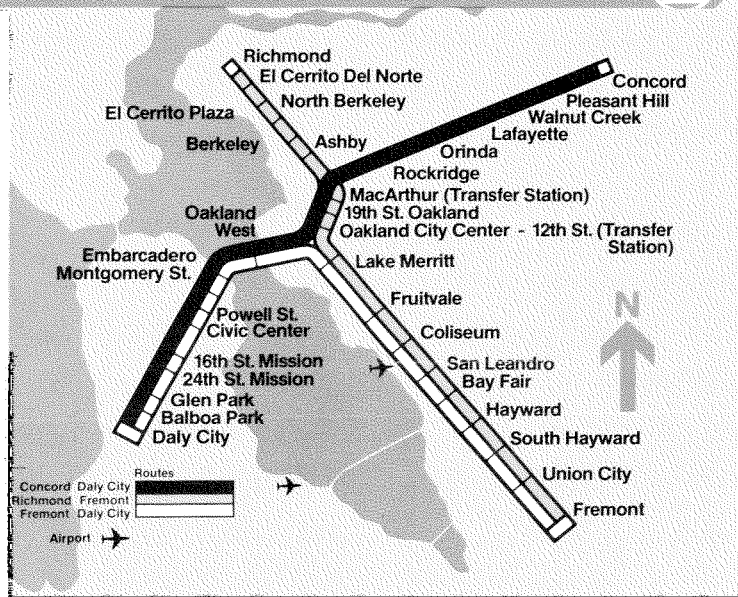 Richmond
El Cerrito Del Norte
North Berkeley
El Cerrito Plaza
Berkeley
Ashby
Concord
Pleasant Hill
Walnut Creek
Lafayette
Orinda
Rockridge
MacArthur (Transfer Station)
19th St. Oakland
Oakland City Center - 12th St. (Transfer
Station)
Oakland
West
Lake Merritt
Embarcadero
Montgomery St.
Powell St.
Civic Center
16th St. Mission
24th St. Mission
Glen Park
Balboa Park
Daly City
Fruitvale
Coliseum
San Leandro
Bay Fair
Hayward
South Hayward
Union City
Fremont
N
Routes
Concord Daly City
Richmond Fremont
Fremont Daly City
Airport